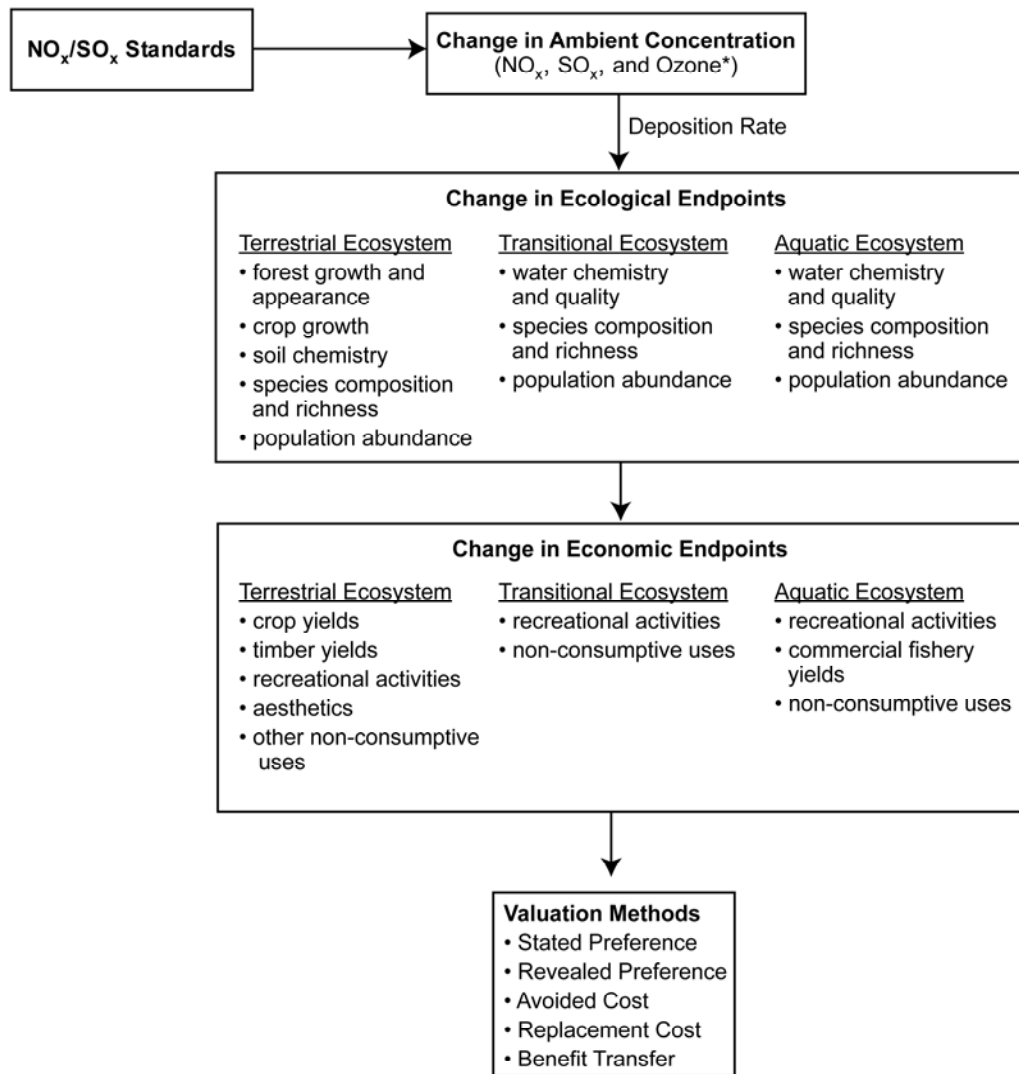 NOx/SOx Standards
Change in Ambient Concentration
(NOx, SOx, and Ozone*)
Deposition Rate
Change in Ecological Endpoints
Terrestrial Ecosystem
• forest growth and
appearance
• crop growth
• soil chemistry
• species composition
and richness
• population abundance
Transitional Ecosystem
• water chemistry
and quality
• species composition
and richness
• population abundance
Aquatic Ecosystem
• water chemistry
and quality
• species composition
and richness
• population abundance
Change in Economic Endpoints
Terrestrial Ecosystem
• crop yields
• timber yields
• recreational activities
• aesthetics
• other non-consumptive
uses
Transitional Ecosystem
• recreational activities
• non-consumptive uses
Aquatic Ecosystem
• recreational activities
• commercial fishery
yields
• non-consumptive uses
Valuation Methods
• Stated Preference
• Revealed Preference
• Avoided Cost
• Replacement Cost
• Benefit Transfer